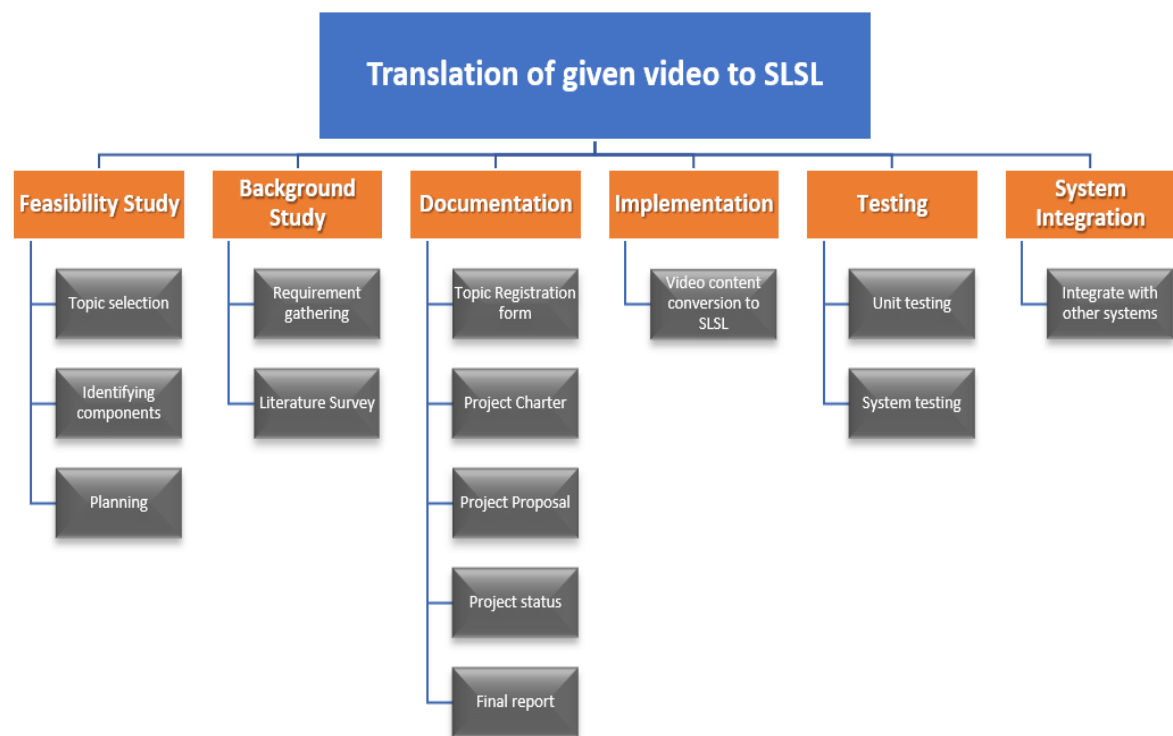 Translation of given video to SLSL
Feasibility Study
Background
Study
Documentation
Implementation
Testing
System
Integration
Topic selection
Identifying
components
Planning
Requirement
gathering
Literature Survey
Topic Registration
form
Project Charter
Project Proposal
Project status
Final report
Video content
conversion to
SLSL
Unit testing
System testing
Integrate with
other systems